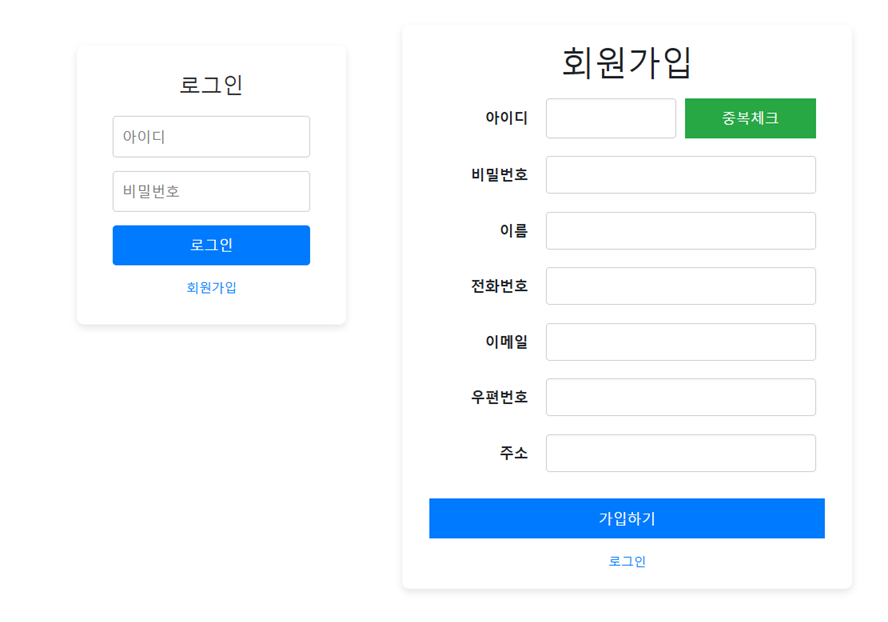 로그인
아이디
비밀번호
로그인
회원가입
회원가입
아이디 중복체크
비밀번호
이름
전화번호
이메일
우편번호
주소
가입하기
로그인